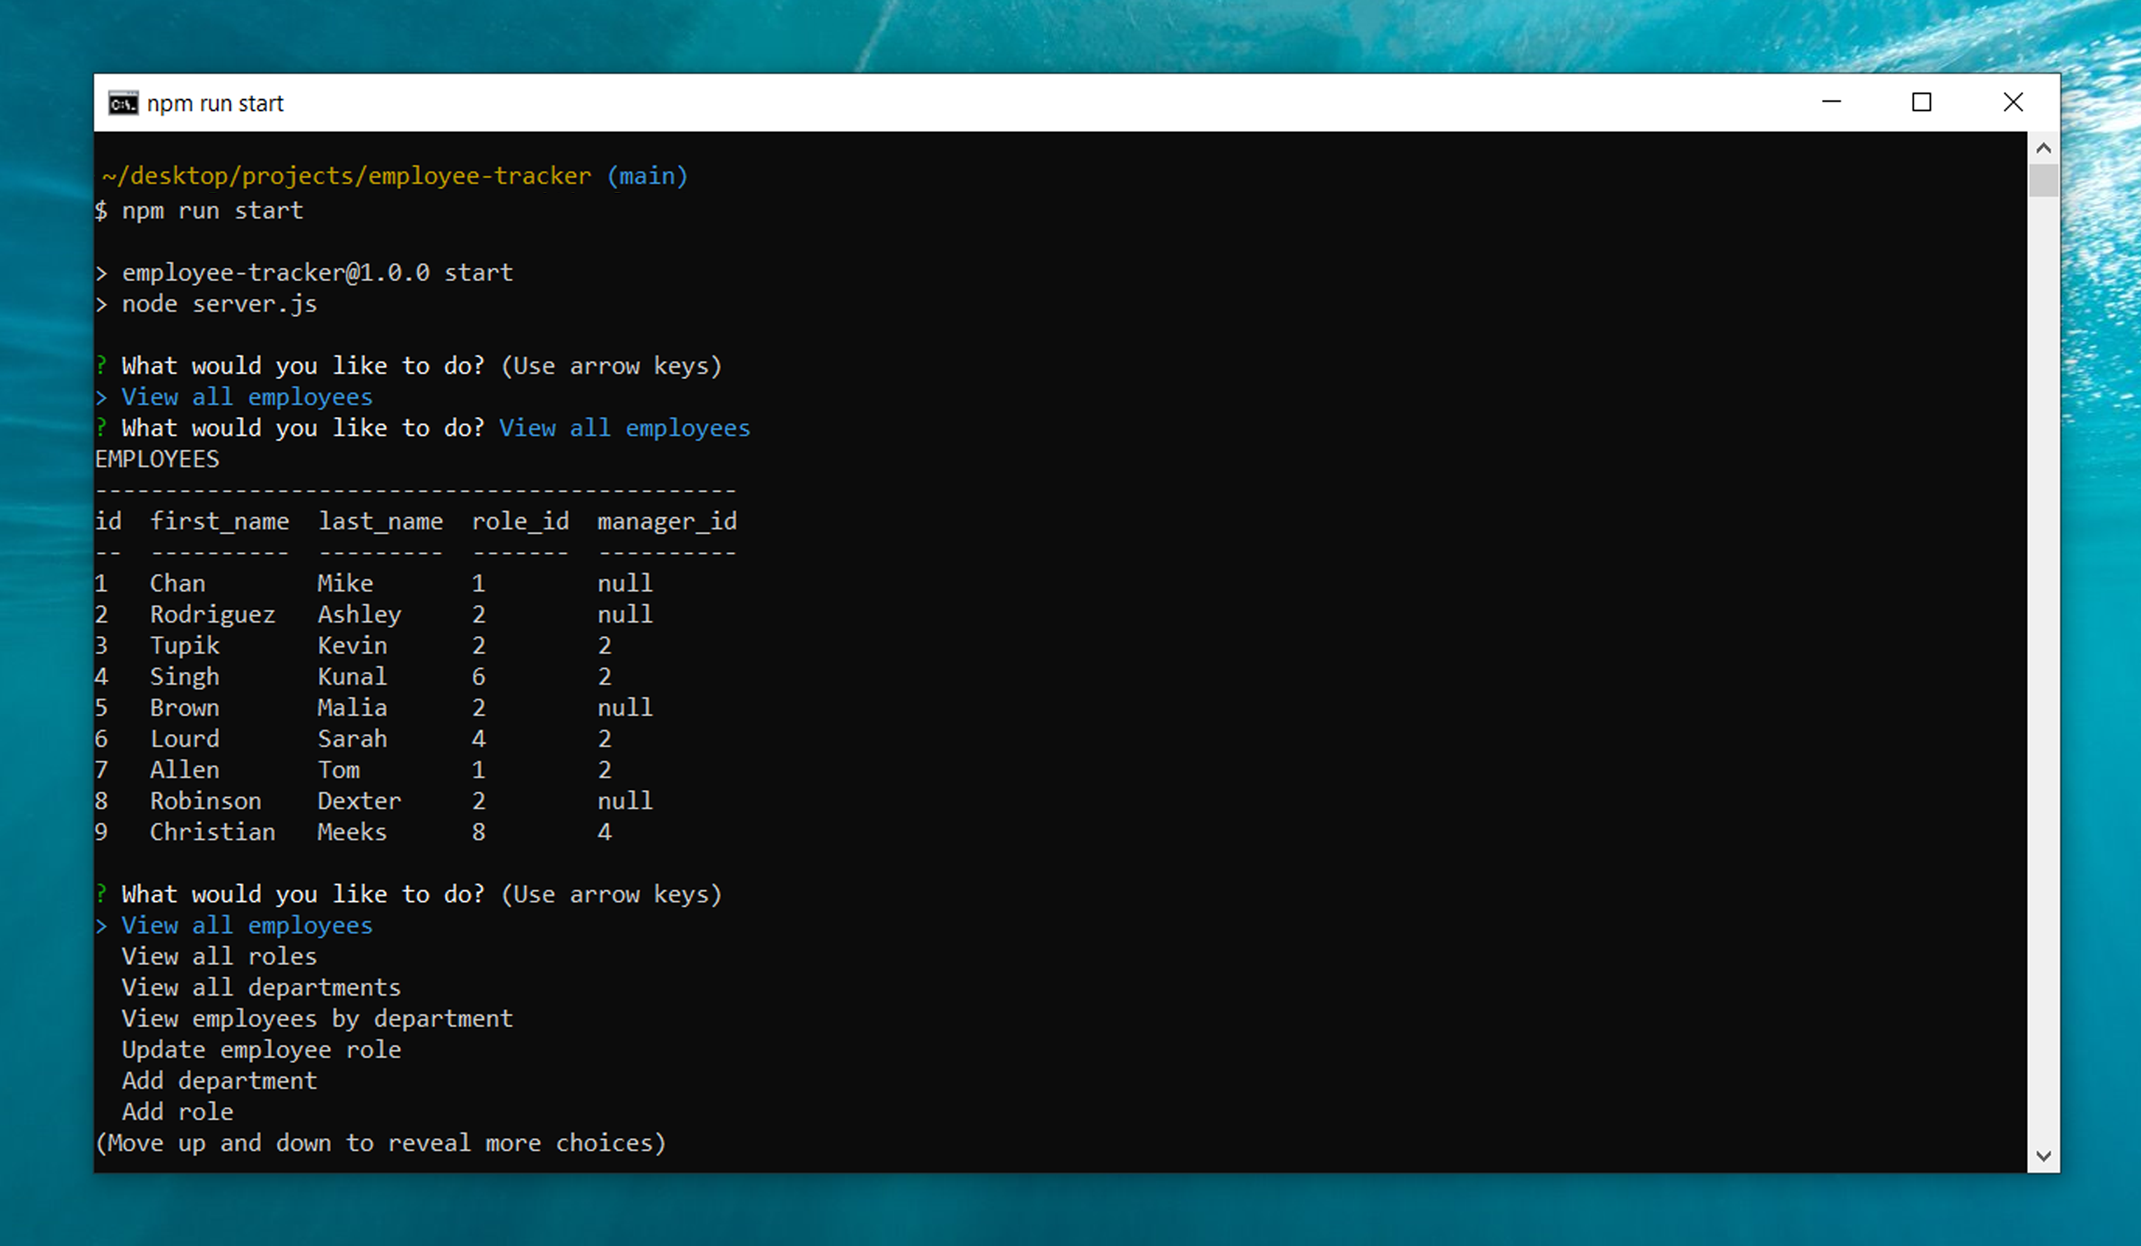 npm run start
~/desktop/projects/employee-tracker (main)
$ npm run start
> employee-tracker@1.0.0 start
> node server.js
? What would you like to do? (Use arrow keys)
> View all employees
? What would you like to do? View all employees
EMPLOYEES
----------------------------------------------
id  first_name  last_name  role_id  manager_id
--  ----------  ---------  -------  ----------
1   Chan        Mike       1        null
2   Rodriguez   Ashley     2        null
3   Tupik       Kevin      2        2
4   Singh       Kunal      6        2
5   Brown       Malia      2        null
6   Lourd       Sarah      4        2
7   Allen       Tom        1        2
8   Robinson    Dexter     2        null
9   Christian   Meeks      8        4
? What would you like to do? (Use arrow keys)
> View all employees
  View all roles
  View all departments
  View employees by department
  Update employee role
  Add department
  Add role
(Move up and down to reveal more choices)